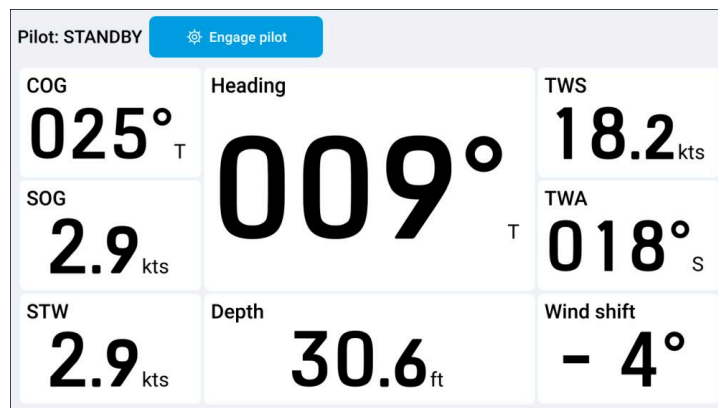 Pilot: STANDBY
Engage pilot
COG
025° T
Heading
009° T
TWS
18.2 kts
SOG
2.9 kts
TWA
018° S
STW
2.9 kts
Depth
30.6 ft
Wind shift
- 4°